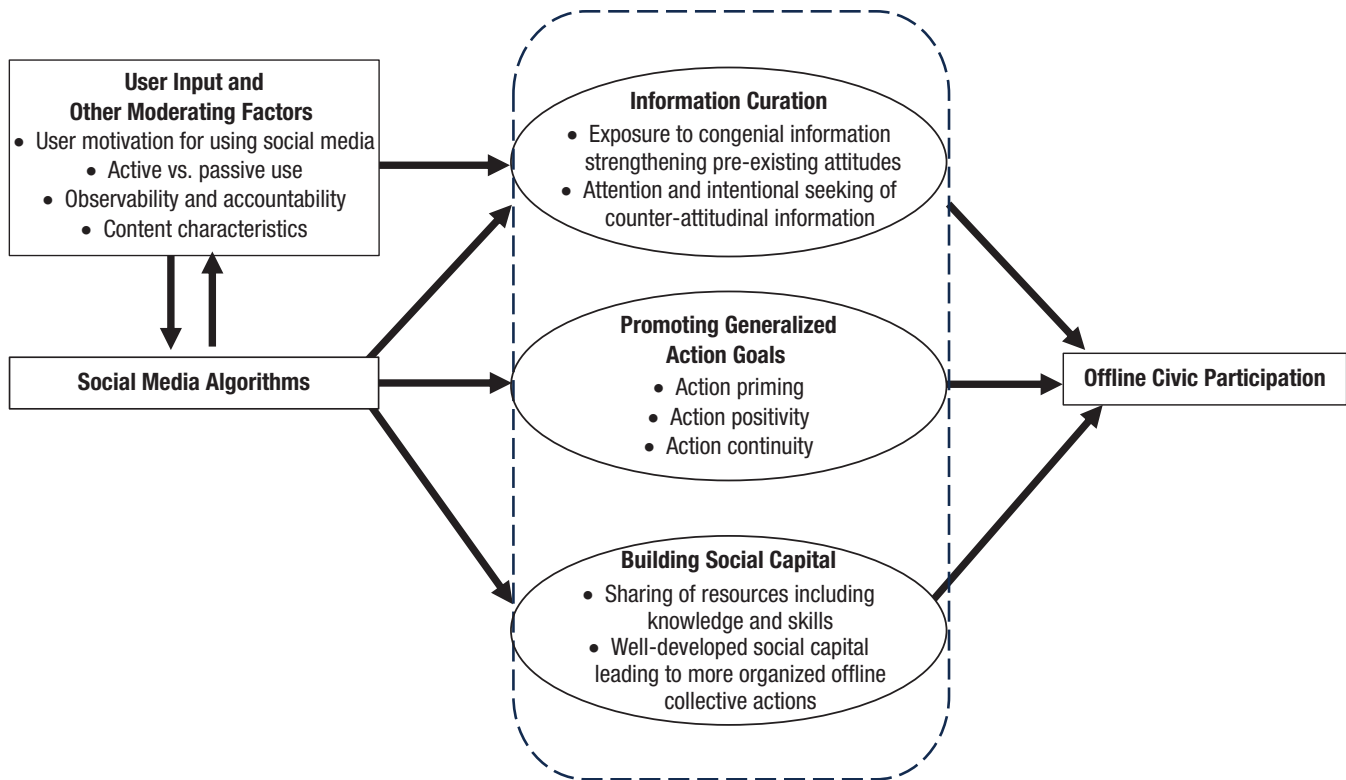 User Input and
Other Moderating Factors
• User motivation for using social media
• Active vs. passive use
• Observability and accountability
• Content characteristics
Social Media Algorithms
Information Curation
• Exposure to congenial information
strengthening pre-existing attitudes
• Attention and intentional seeking of
counter-attitudinal information
Promoting Generalized
Action Goals
• Action priming
• Action positivity
• Action continuity
Building Social Capital
• Sharing of resources including
knowledge and skills
• Well-developed social capital
leading to more organized offline
collective actions
Offline Civic Participation